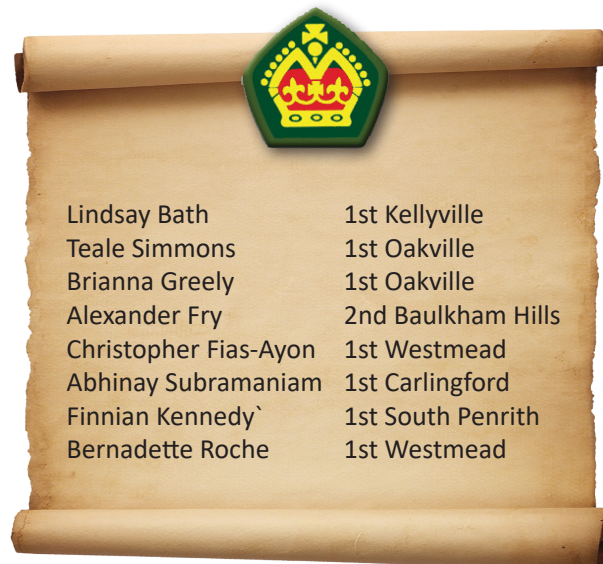 Lindsay Bath 1st Kellyville
Teale Simmons 1st Oakville
Brianna Greely 1st Oakville
Alexander Fry 2nd Baulkham Hills
Christopher Fias-Ayon 1st Westmead
Abhinay Subramaniam 1st Carlingford
Finnian Kennedy` 1st South Penrith
Bernadette Roche 1st Westmead